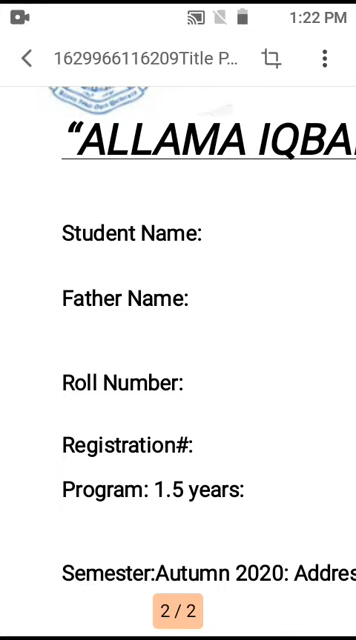 1:22 PM
1629966116209Title P...
"ALLAMA IQBA
Student Name:
Father Name:
Roll Number:
Registration#:
Program: 1.5 years:
Semester:Autumn 2020: Addres
2 / 2